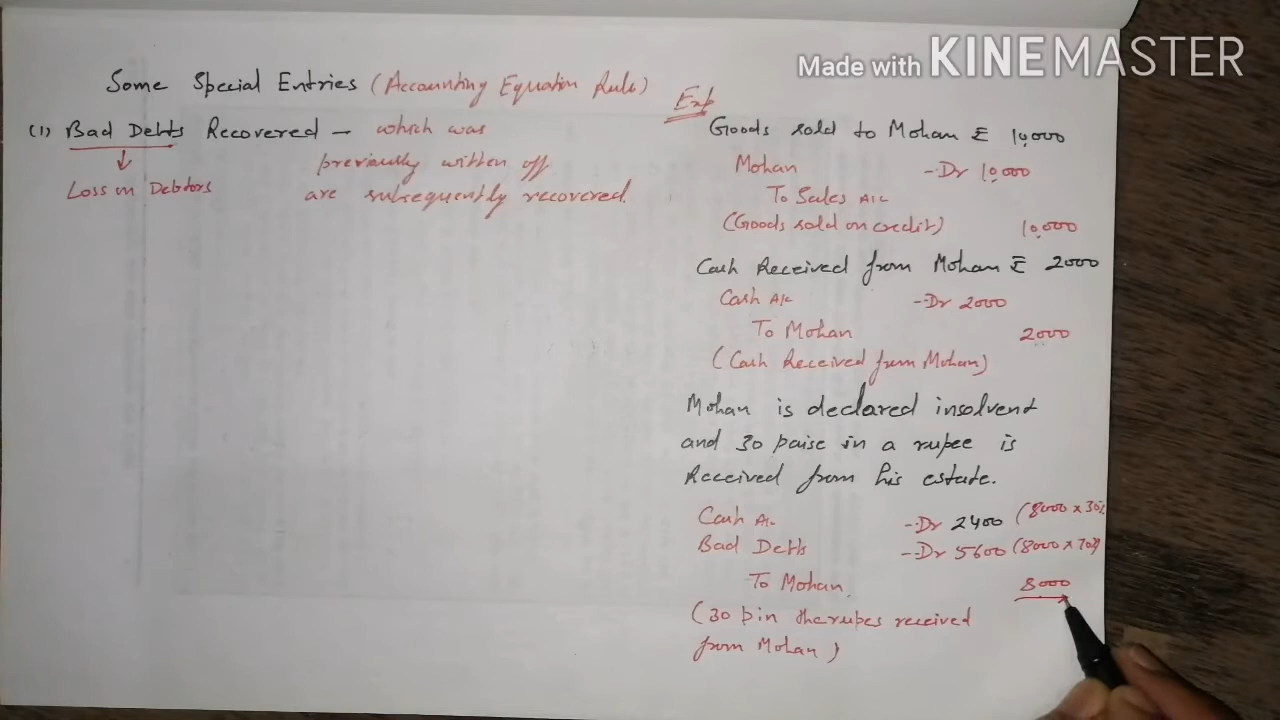 Made with KINEMASTER
Some Special Entries (Accounting Equation Rule)
(1) Bad Debts Recovered – which was
previously written off
are subsequently recovered.
Loss on Debtors
Exp
Goods sold to Mohan ₹ 10,000
Mohan --Dr 10,000
To Sales A/c
(Goods sold on credit) 10,000
Cash Received from Mohan ₹ 2000
Cash A/c --Dr 2000
To Mohan 2000
(Cash Received from Mohan)
Mohan is declared insolvent
and 30 paise in a rupee is
Received from his estate.
Cash A/c --Dr 2400 (8000 x 30%
Bad Debts --Dr 5600 (8000 x 70%)
To Mohan 8000
(30 p in the rupes received
from Mohan)